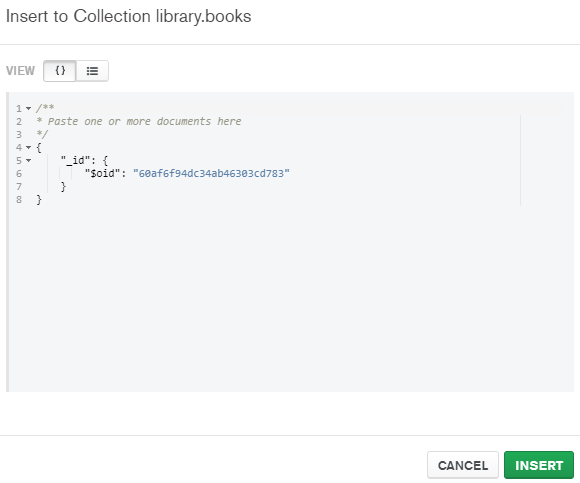 Insert to Collection library.books
VIEW {}
1 /**
2 * Paste one or more documents here
3 */
4 {
5 "_id": {
6 "$oid": "60af6f94dc34ab46303cd783"
7 }
8 }
CANCEL INSERT